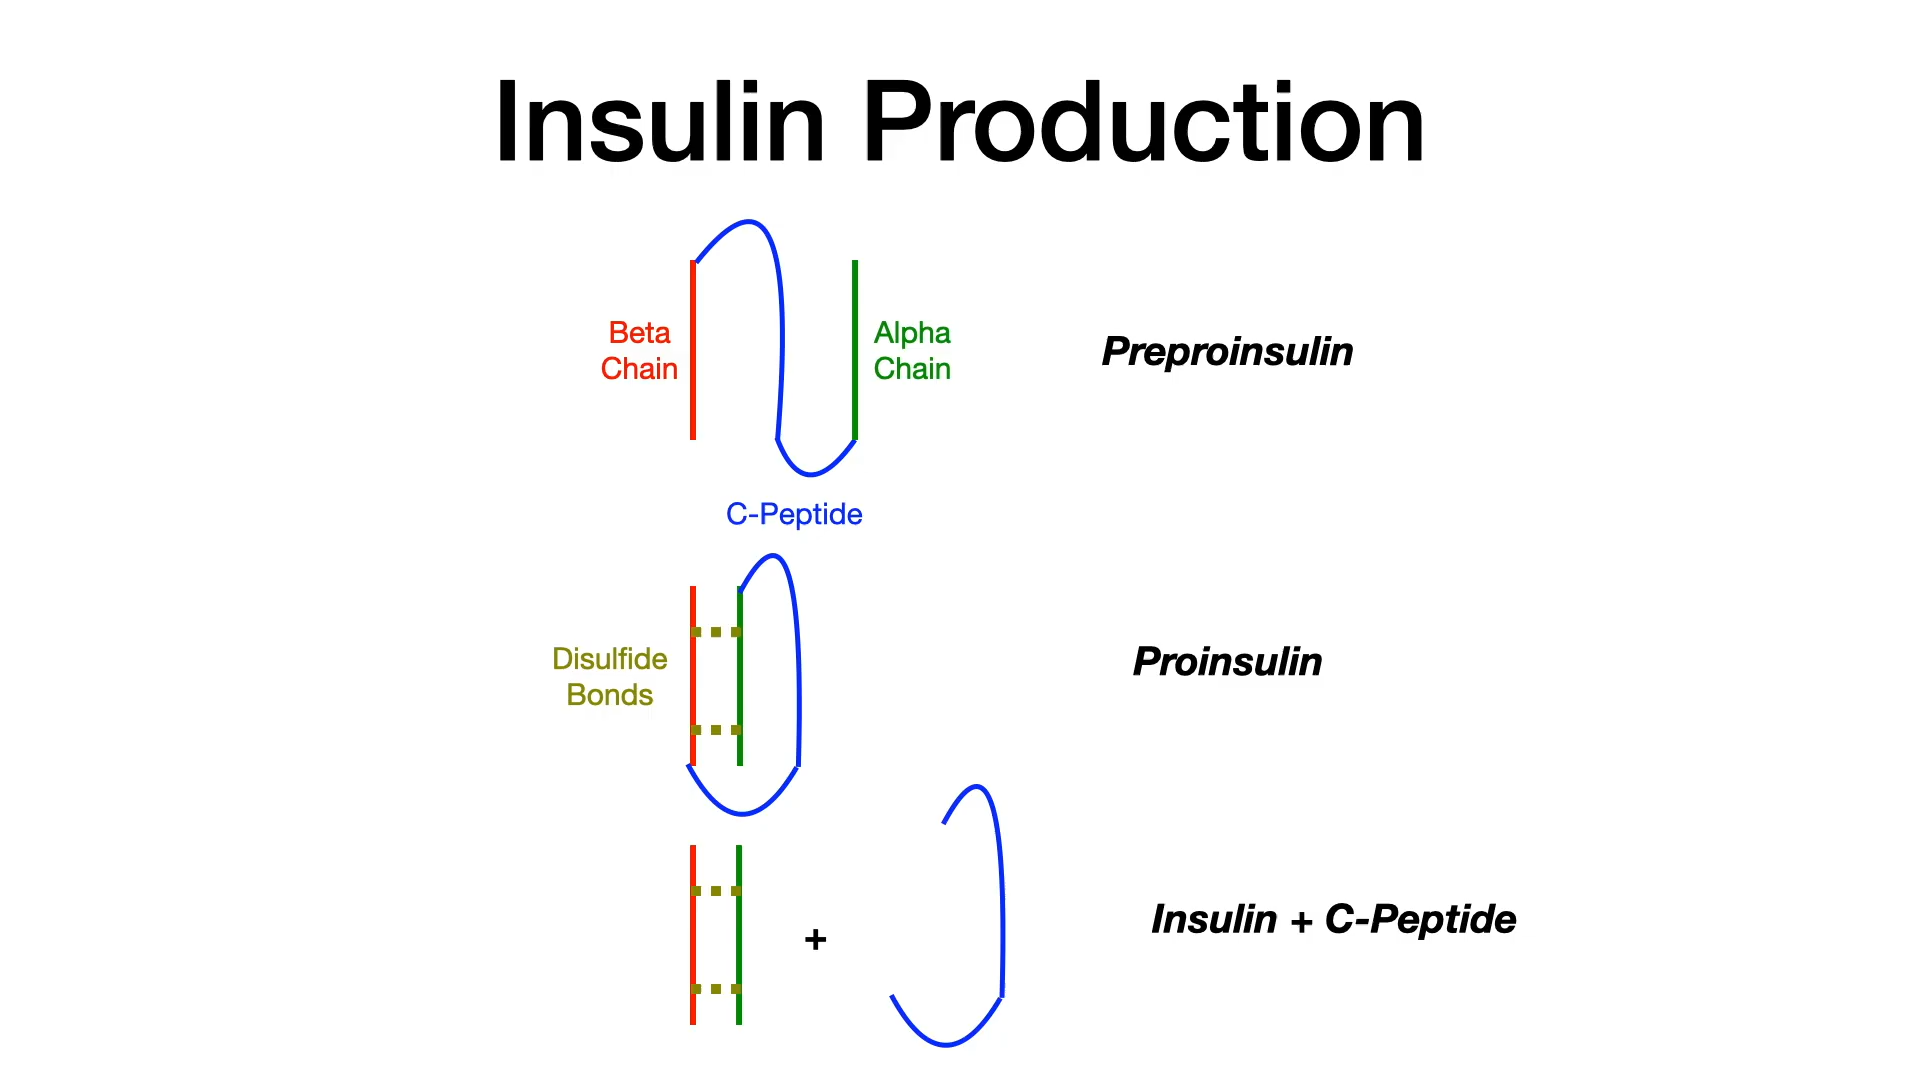 Insulin Production
Beta
Chain
Alpha
Chain
Preproinsulin
C-Peptide
Disulfide
Bonds
Proinsulin
+
Insulin + C-Peptide